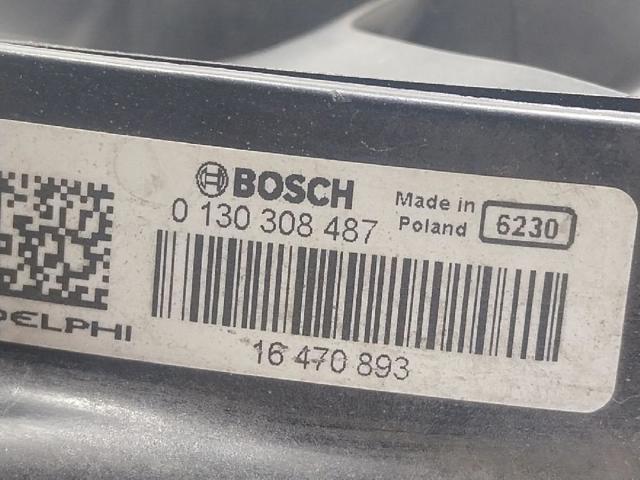 BOSCH
0 130 308 487
Made in
Poland
6230
DELPHI
16 470 893